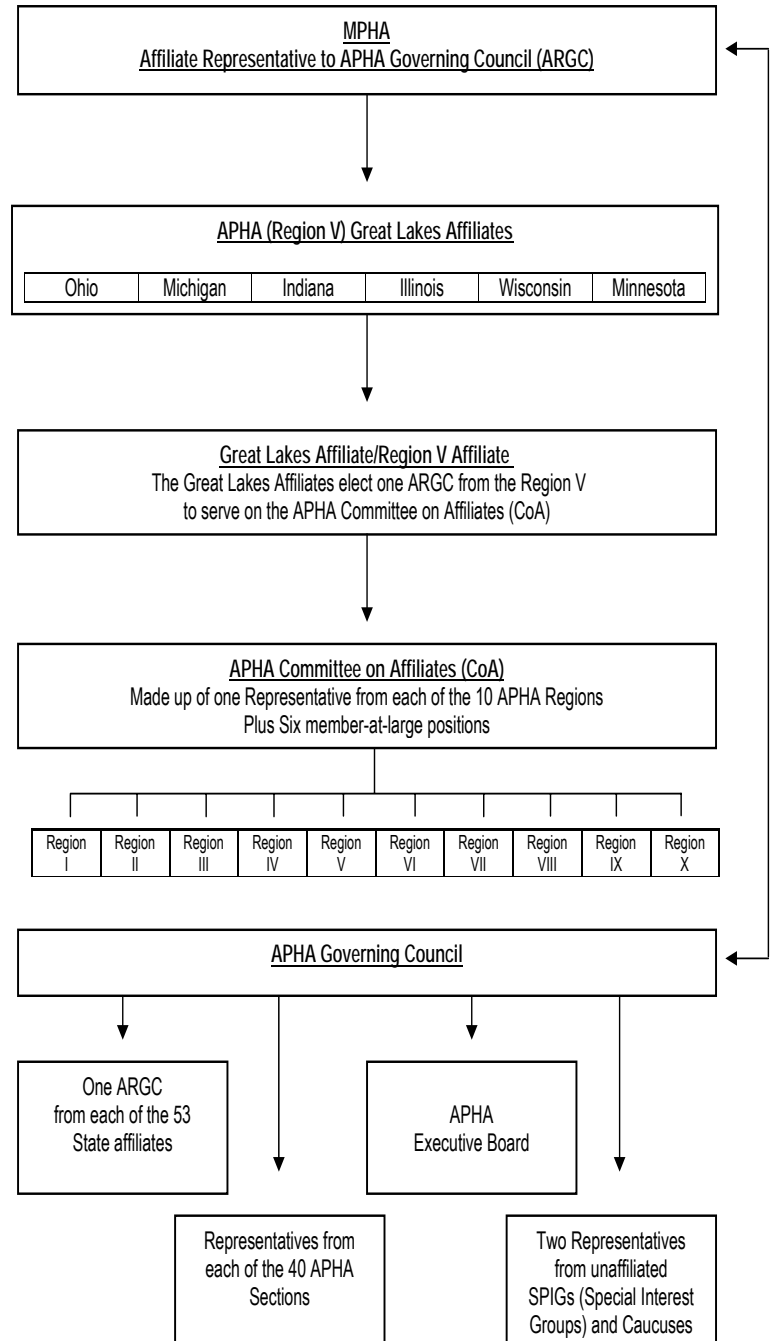 MPHA
Affiliate Representative to APHA Governing Council (ARGC)
APHA (Region V) Great Lakes Affiliates
Ohio Michigan Indiana Illinois Wisconsin Minnesota
Great Lakes Affiliate/Region V Affiliate
The Great Lakes Affiliates elect one ARGC from the Region V
to serve on the APHA Committee on Affiliates (CoA)
APHA Committee on Affiliates (CoA)
Made up of one Representative from each of the 10 APHA Regions
Plus Six member-at-large positions
Region I
Region II
Region III
Region IV
Region V
Region VI
Region VII
Region VIII
Region IX
Region X
APHA Governing Council
One ARGC
from each of the 53
State affiliates
APHA
Executive Board
Representatives from
each of the 40 APHA
Sections
Two Representatives
from unaffiliated
SPIGs (Special Interest
Groups) and Caucuses